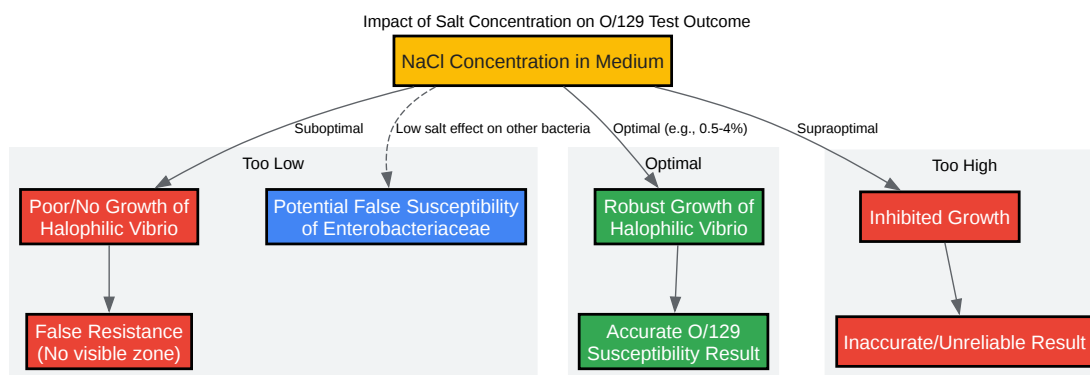 Impact of Salt Concentration on O/129 Test Outcome
NaCl Concentration in Medium
Suboptimal
Low salt effect on other bacteria
Optimal (e.g., 0.5-4%)
Supraoptimal
Too Low
Optimal
Too High
Poor/No Growth of
Halophilic Vibrio
Potential False Susceptibility
of Enterobacteriaceae
Robust Growth of
Halophilic Vibrio
Inhibited Growth
False Resistance
(No visible zone)
Accurate O/129
Susceptibility Result
Inaccurate/Unreliable Result